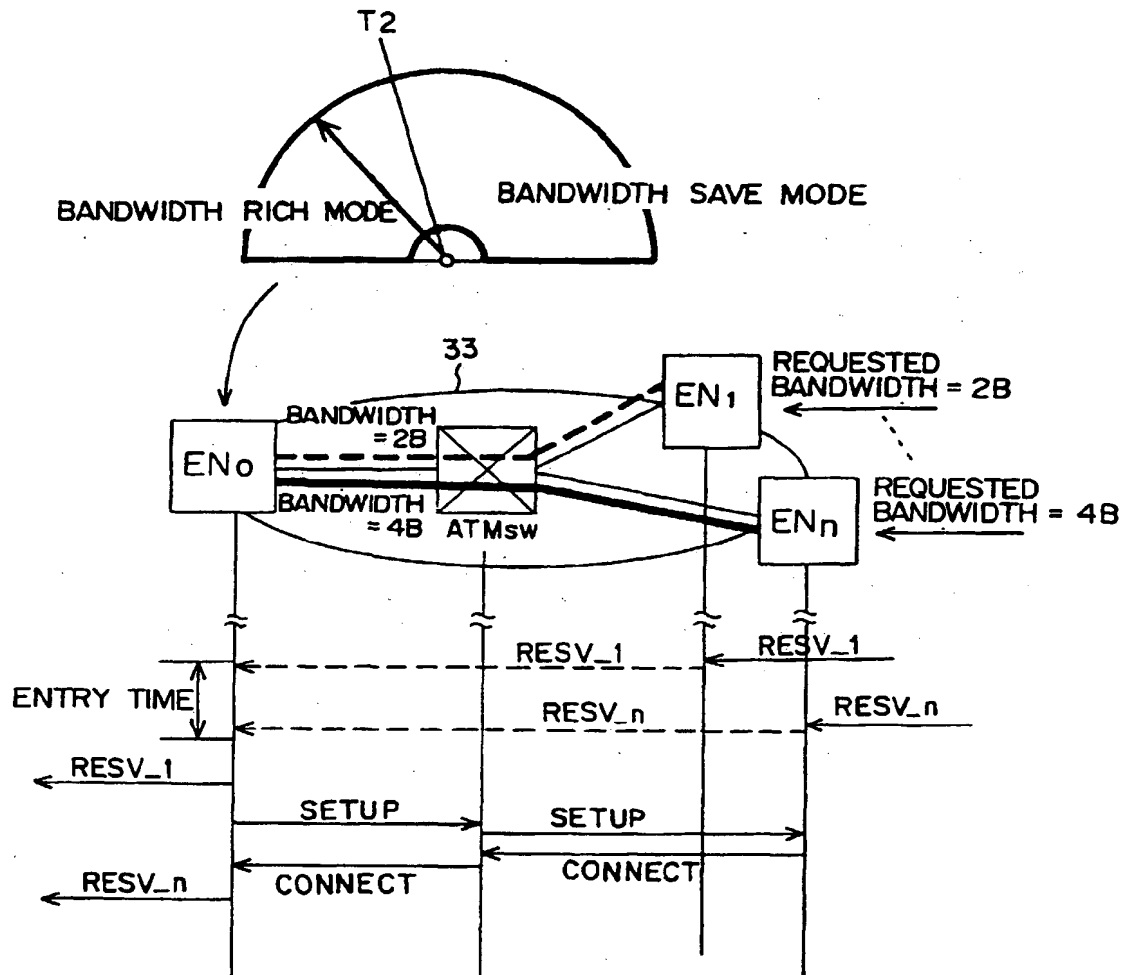 T2
BANDWIDTH RICH MODE
BANDWIDTH SAVE MODE
33
BANDWIDTH
= 2B
EN1
REQUESTED
BANDWIDTH = 2B
EN0
BANDWIDTH
= 4B
ATMSW
ENn
REQUESTED
BANDWIDTH = 4B
RESV_1
RESV_1
ENTRY TIME
RESV_n
RESV_n
RESV_1
SETUP
SETUP
CONNECT
CONNECT
RESV_n